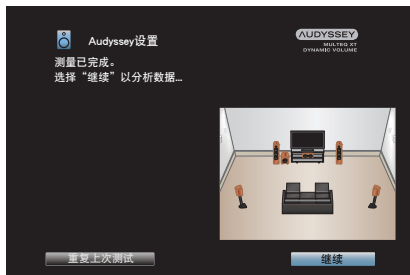 Audyssey设置
AUDYSSEY
MULTEQ XT
DYNAMIC VOLUME
测量已完成。
选择“继续”以分析数据...
重复上次测试
继续